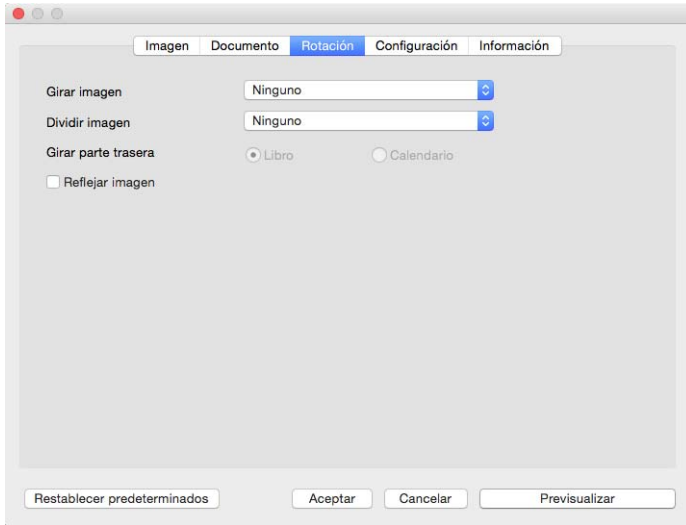 Imagen Documento Rotación Configuración Información
Girar imagen Ninguno
Dividir imagen Ninguno
Girar parte trasera Libro Calendario
Reflejar imagen
Restablecer predeterminados Aceptar Cancelar Previsualizar